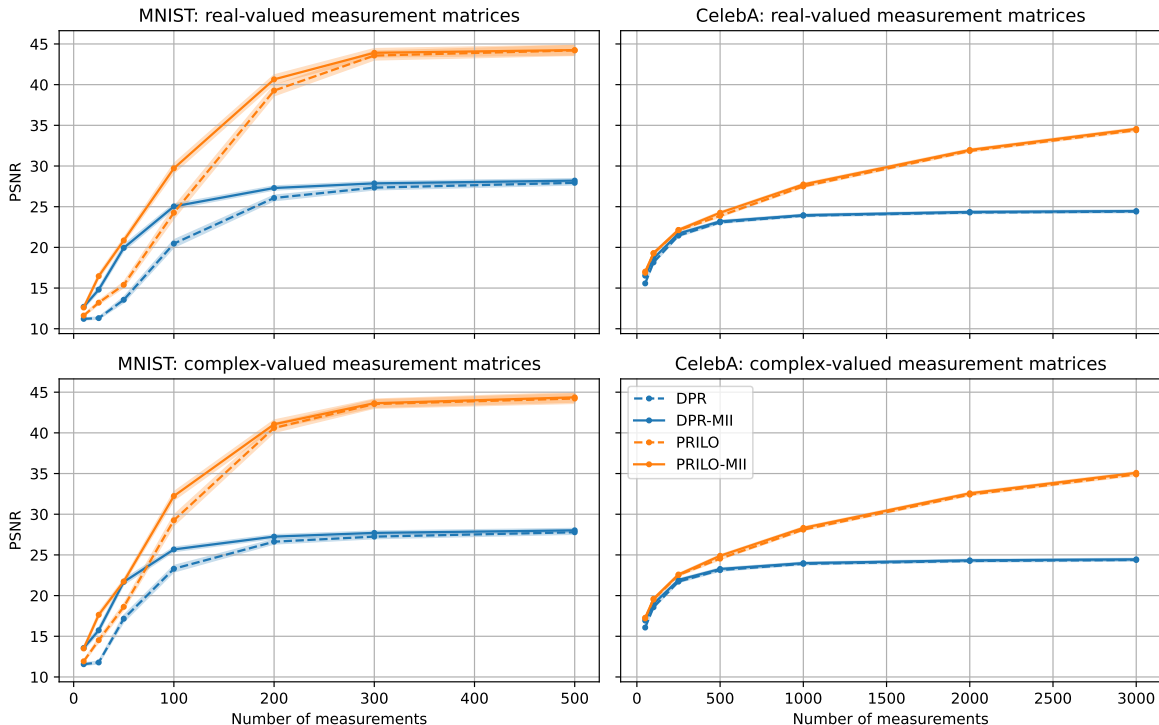 MNIST: real-valued measurement matrices
CelebA: real-valued measurement matrices
PSNR
45
40
35
30
25
20
15
10
MNIST: complex-valued measurement matrices
CelebA: complex-valued measurement matrices
PSNR
45
40
35
30
25
20
15
10
DPR
DPR-MII
PRILO
PRILO-MII
0 100 200 300 400 500
0 500 1000 1500 2000 2500 3000
Number of measurements
Number of measurements